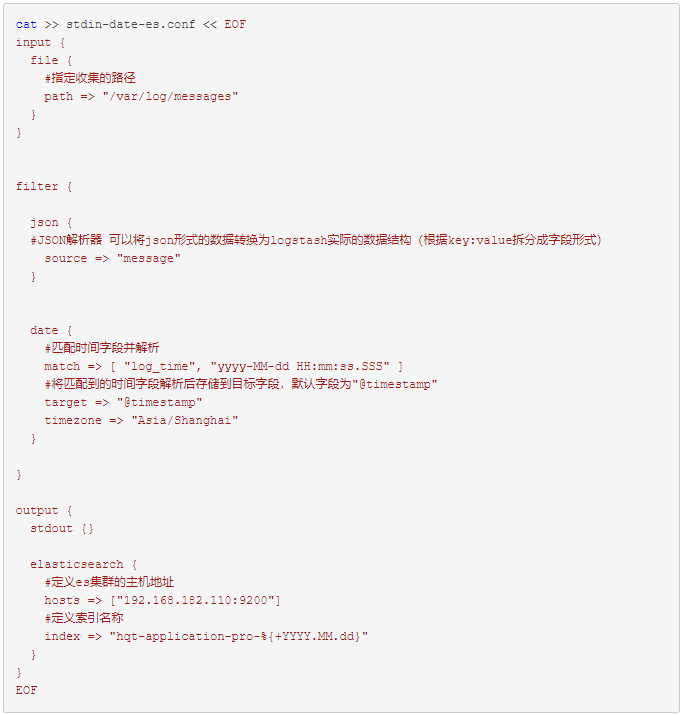 cat >> stdin-date-es.conf << EOF
input {
  file {
    #指定收集的路径
    path => "/var/log/messages"
  }
}
filter {
  json {
  #JSON解析器 可以将json形式的数据转换为logstash实际的数据结构（根据key:value拆分成字段形式）
    source => "message"
  }
  date {
    #匹配时间字段并解析
    match => [ "log_time", "yyyy-MM-dd HH:mm:ss.SSS" ]
    #将匹配到的时间字段解析后存储到目标字段，默认字段为"@timestamp"
    target => "@timestamp"
    timezone => "Asia/Shanghai"
  }
}
output {
  stdout {}
  elasticsearch {
    #定义es集群的主机地址
    hosts => ["192.168.182.110:9200"]
    #定义索引名称
    index => "hqt-application-pro-%{+YYYY.MM.dd}"
  }
}
EOF